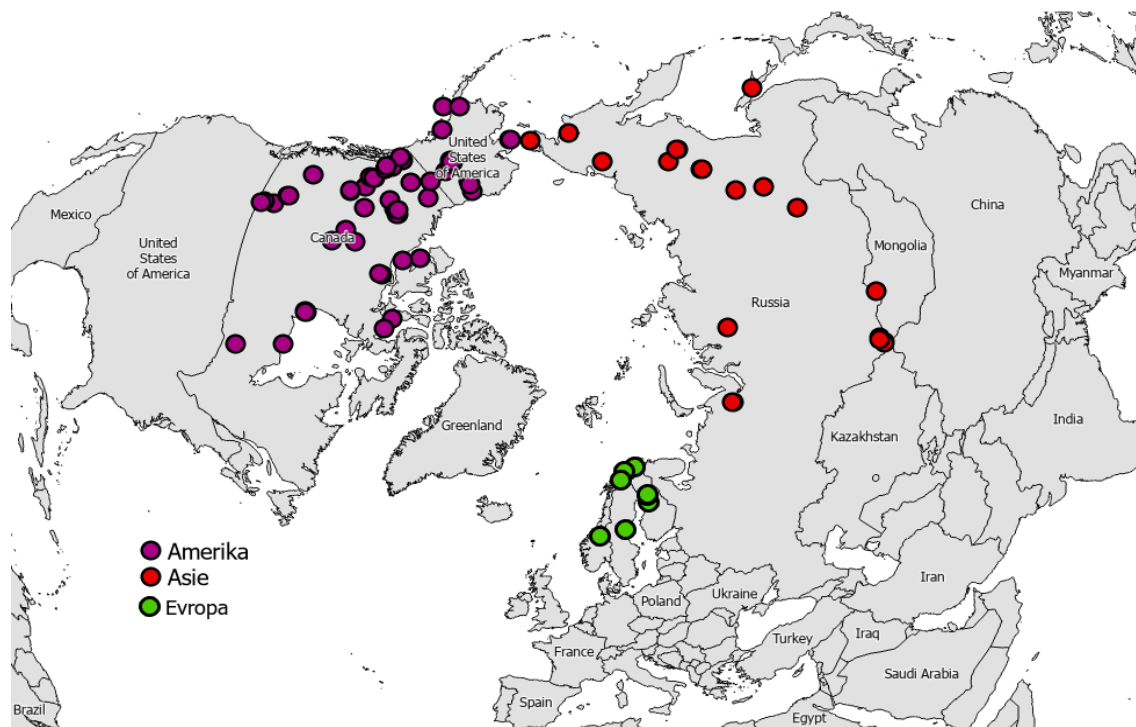 United
States
of America
Mexico
United
States
of America
Canada
China
Mongolia
Myanmar
Russia
Greenland
Kazakhstan
India
Amerika
Asie
Evropa
Poland
Ukraine
Iran
France
Turkey
Iraq
Saudi Arabia
Spain
Brazil
Egypt